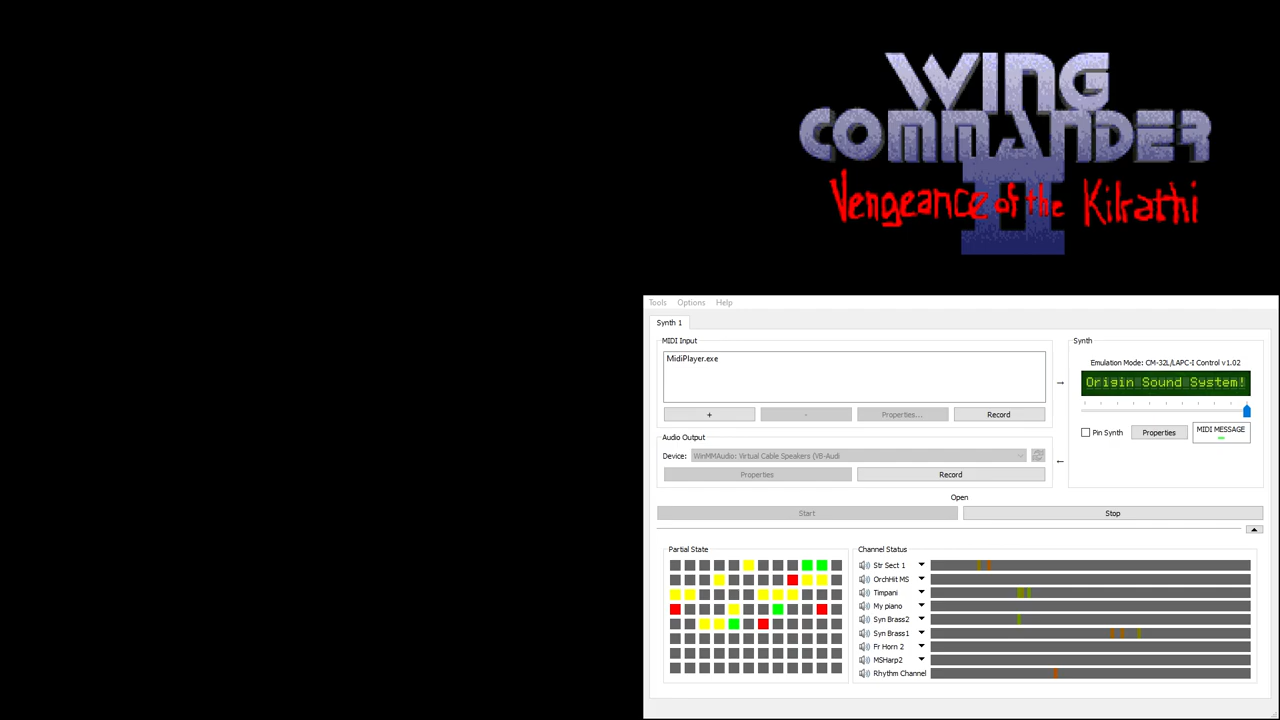 WING
COMMANDER
II
Vengeance of the Kilrathi
Tools Options Help
Synth 1
MIDI Input
MidiPlayer.exe
+ - Properties... Record
Synth
Emulation Mode: CM-32L/LAPC-I Control v1.02
Origin Sound System!
Pin Synth Properties MIDI MESSAGE
Audio Output
Device: WinMMAudio: Virtual Cable Speakers (VB-Audi
Properties Record
Open
Start Stop
Partial State
Channel Status
Str Sect 1
OrchHit MS
Timpani
My piano
Syn Brass2
Syn Brass1
Fr Horn 2
MSHarp2
Rhythm Channel